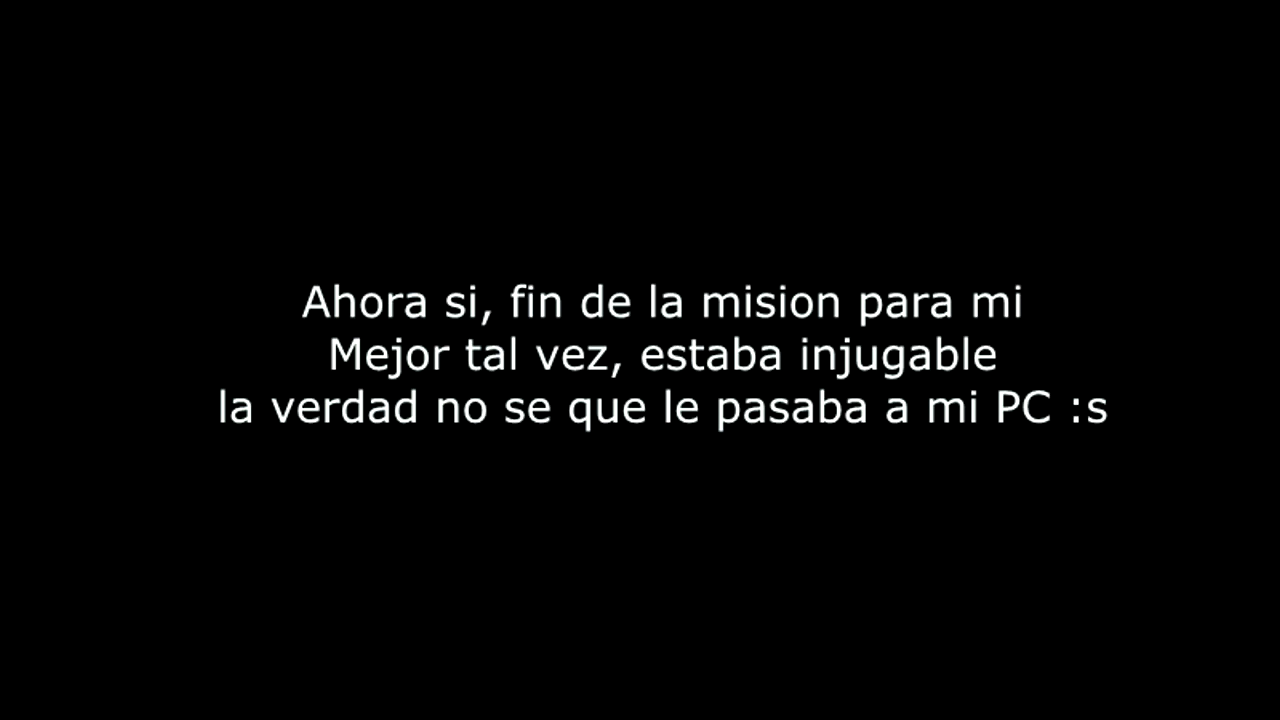 Ahora si, fin de la mision para mi
Mejor tal vez, estaba injugable
la verdad no se que le pasaba a mi PC :s